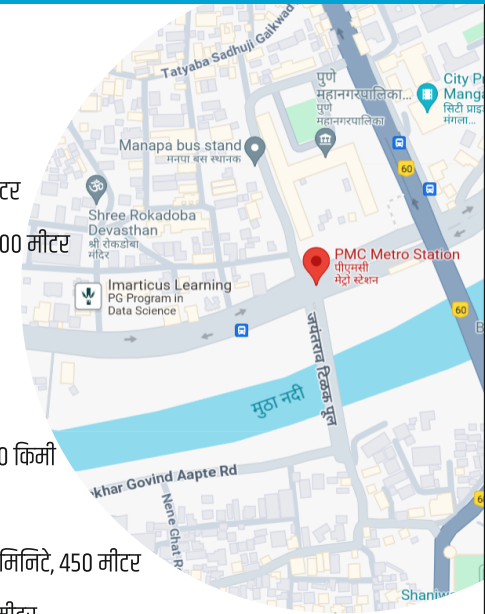 Tatyaba Sadhuji Gaikwad
पुणे
महानगरपालिका...
पुणे
महानगरपालिका
सिटी प्राइड
मंगला...
Manapa bus stand
मनपा बस स्थानक
60
टर
00 मीटर
Shree Rokadoba
Devasthan
श्री रोकडोबा
मंदिर
PMC Metro Station
पीएमसी
मेट्रो स्टेशन
Imarticus Learning
PG Program in
Data Science
60
जयंतराव टिळक पूल
मुठा नदी
0 किमी
khar Govind Aapte Rd
Nene Ghat R
मिनिटे, 450 मीटर
Shaniw